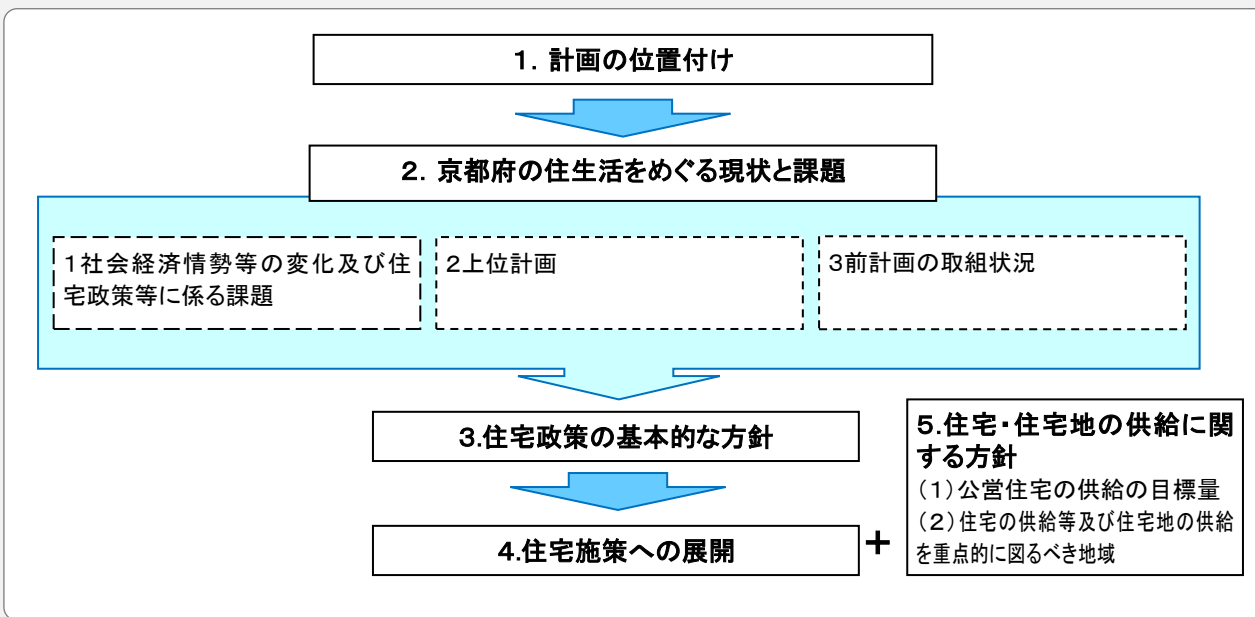 1．計画の位置付け
2．京都府の住生活をめぐる現状と課題
1社会経済情勢等の変化及び住
宅政策等に係る課題
2上位計画
3前計画の取組状況
3.住宅政策の基本的な方針
4.住宅施策への展開
+
5.住宅・住宅地の供給に関
する方針
（1）公営住宅の供給の目標量
（2）住宅の供給等及び住宅地の供給
を重点的に図るべき地域